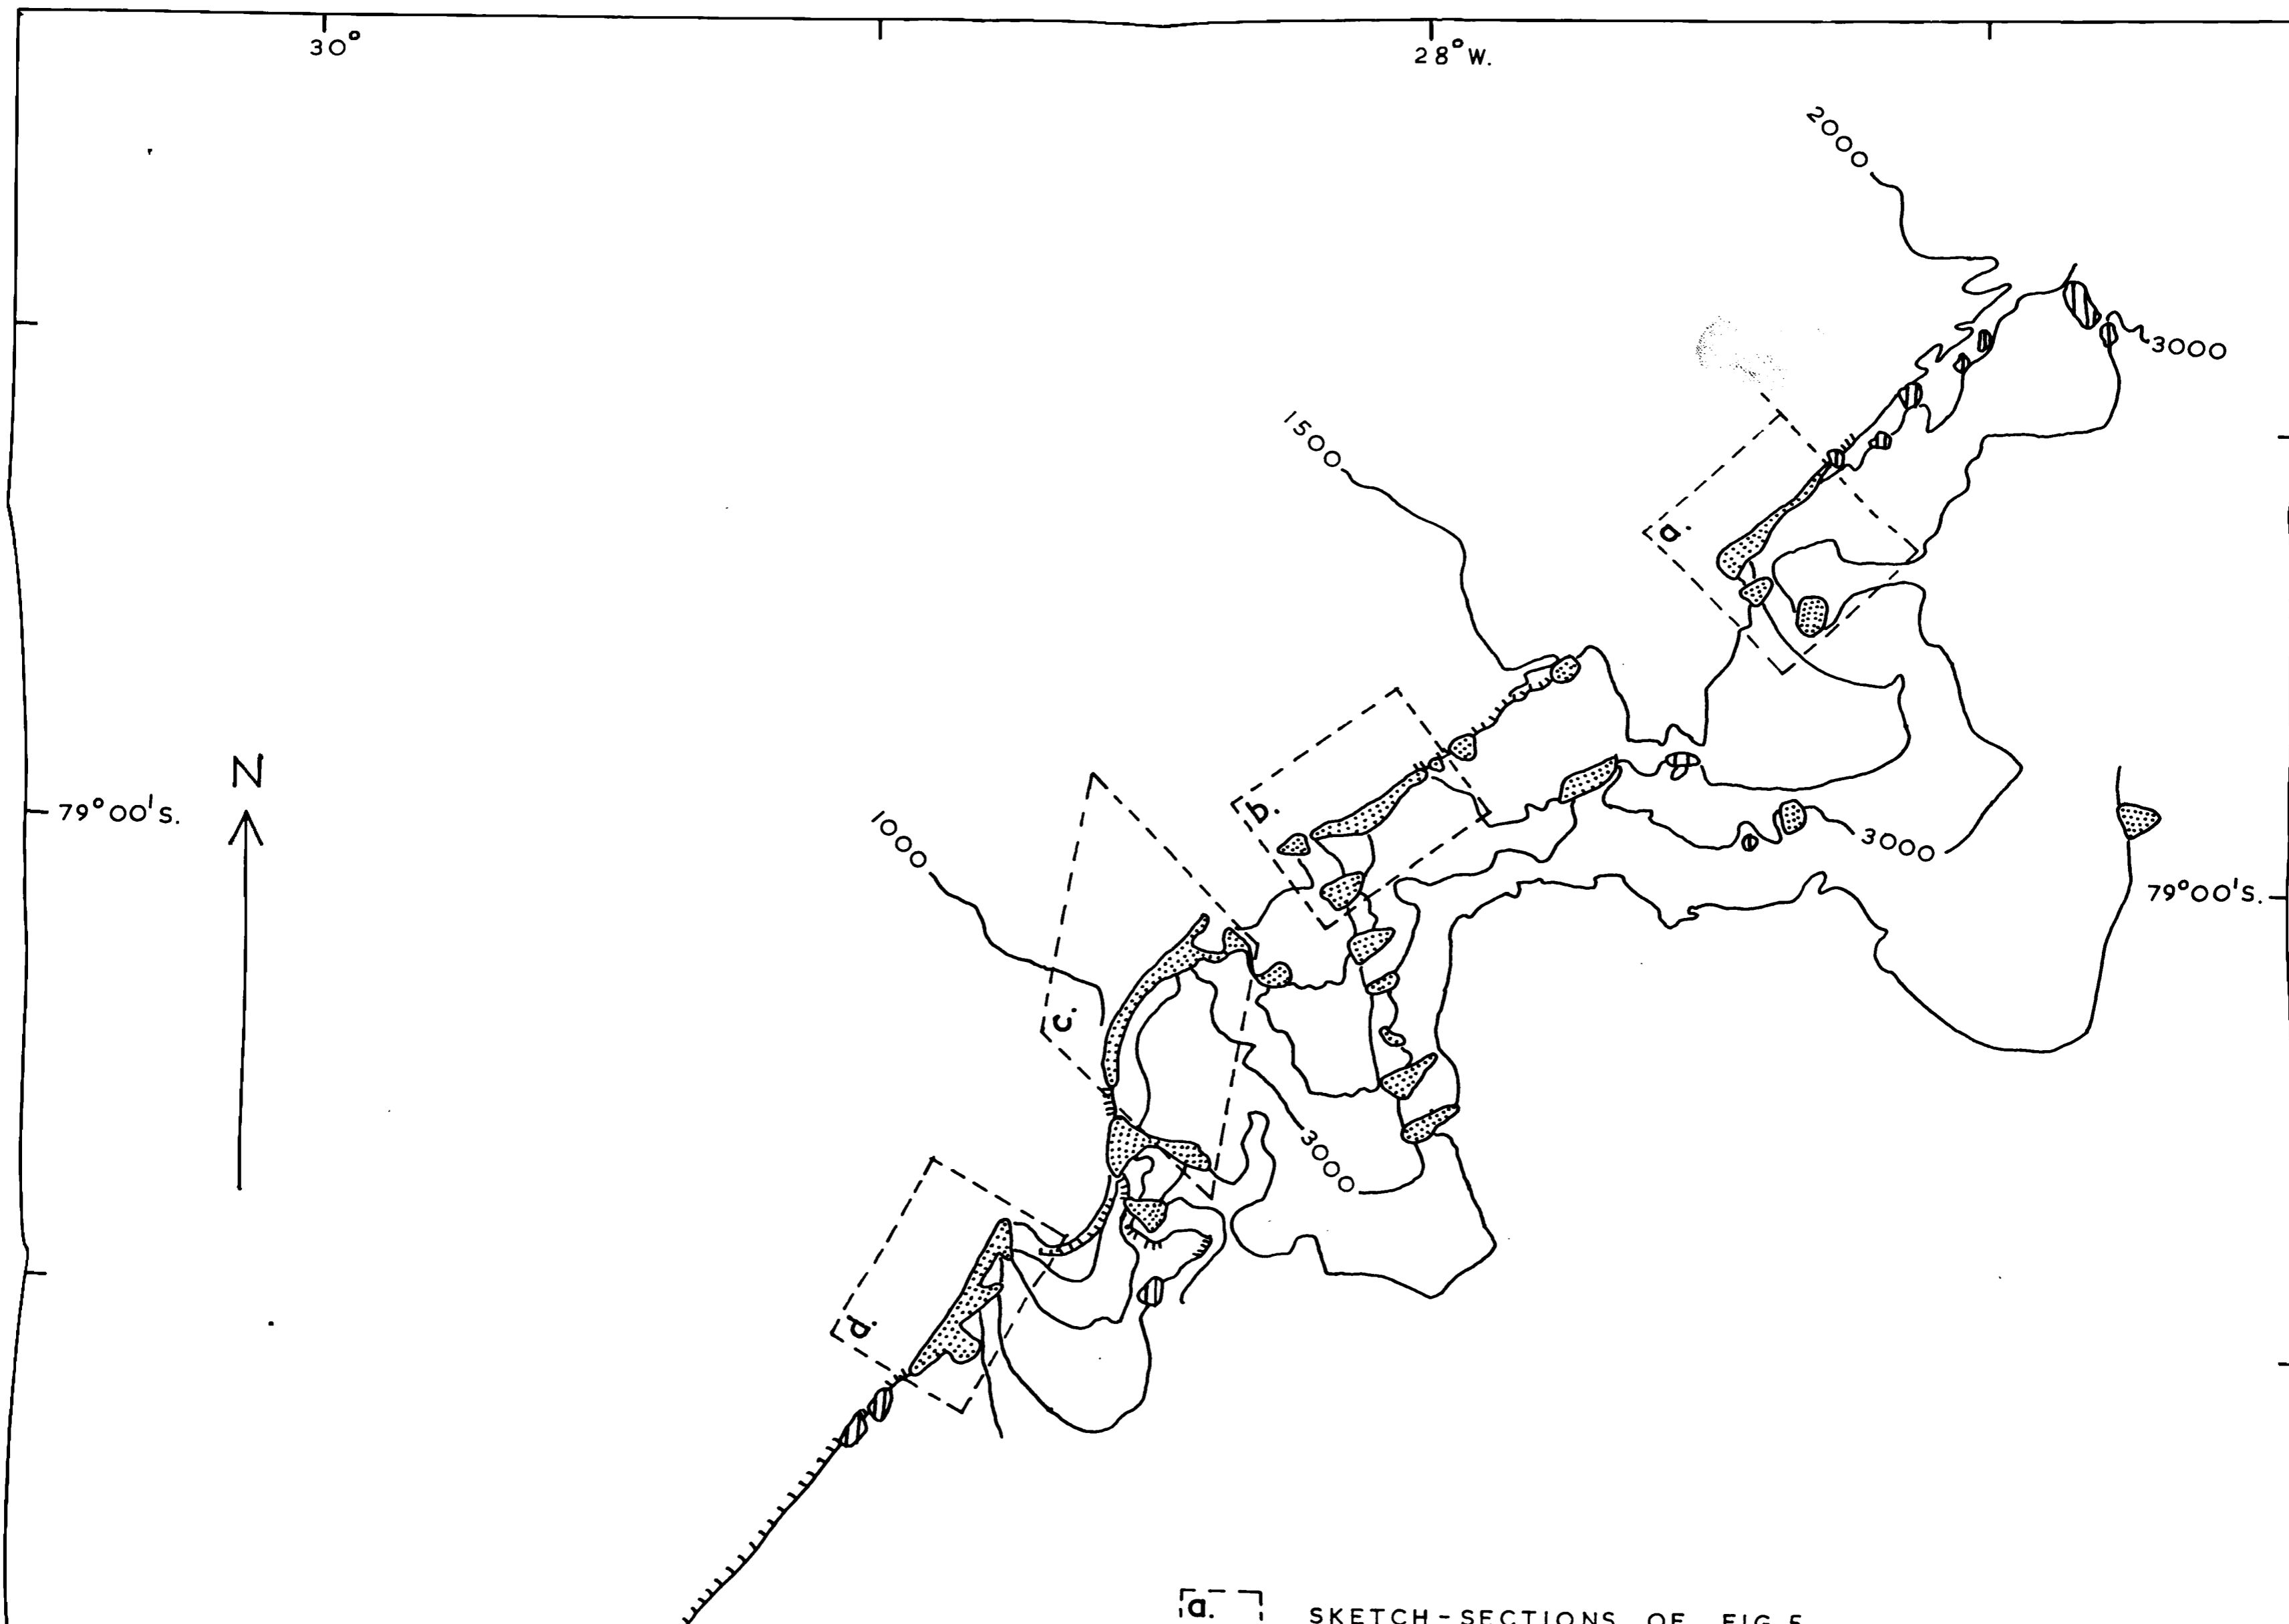 30°
28° W.
2000
3000
1500
a.
N
79°00's.
b.
1000
3000
79°00's.
c.
3000
d.
a. SKETCH-SECTIONS OF FIG 5